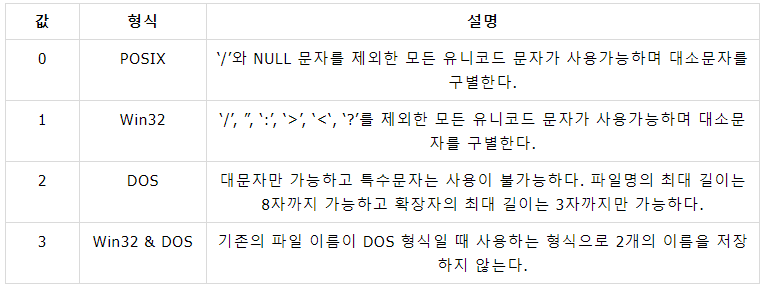 값 형식 설명
0 POSIX '/'와 NULL 문자를 제외한 모든 유니코드 문자가 사용가능하며 대소문자를
구별한다.
1 Win32 '/', '', ':', '>', '<', '?'를 제외한 모든 유니코드 문자가 사용가능하며 대소문
자를 구별한다.
2 DOS 대문자만 가능하고 특수문자는 사용이 불가능하다. 파일명의 최대 길이는
8자까지 가능하고 확장자의 최대 길이는 3자까지만 가능하다.
3 Win32 & DOS 기존의 파일 이름이 DOS 형식일 때 사용하는 형식으로 2개의 이름을 저장
하지 않는다.